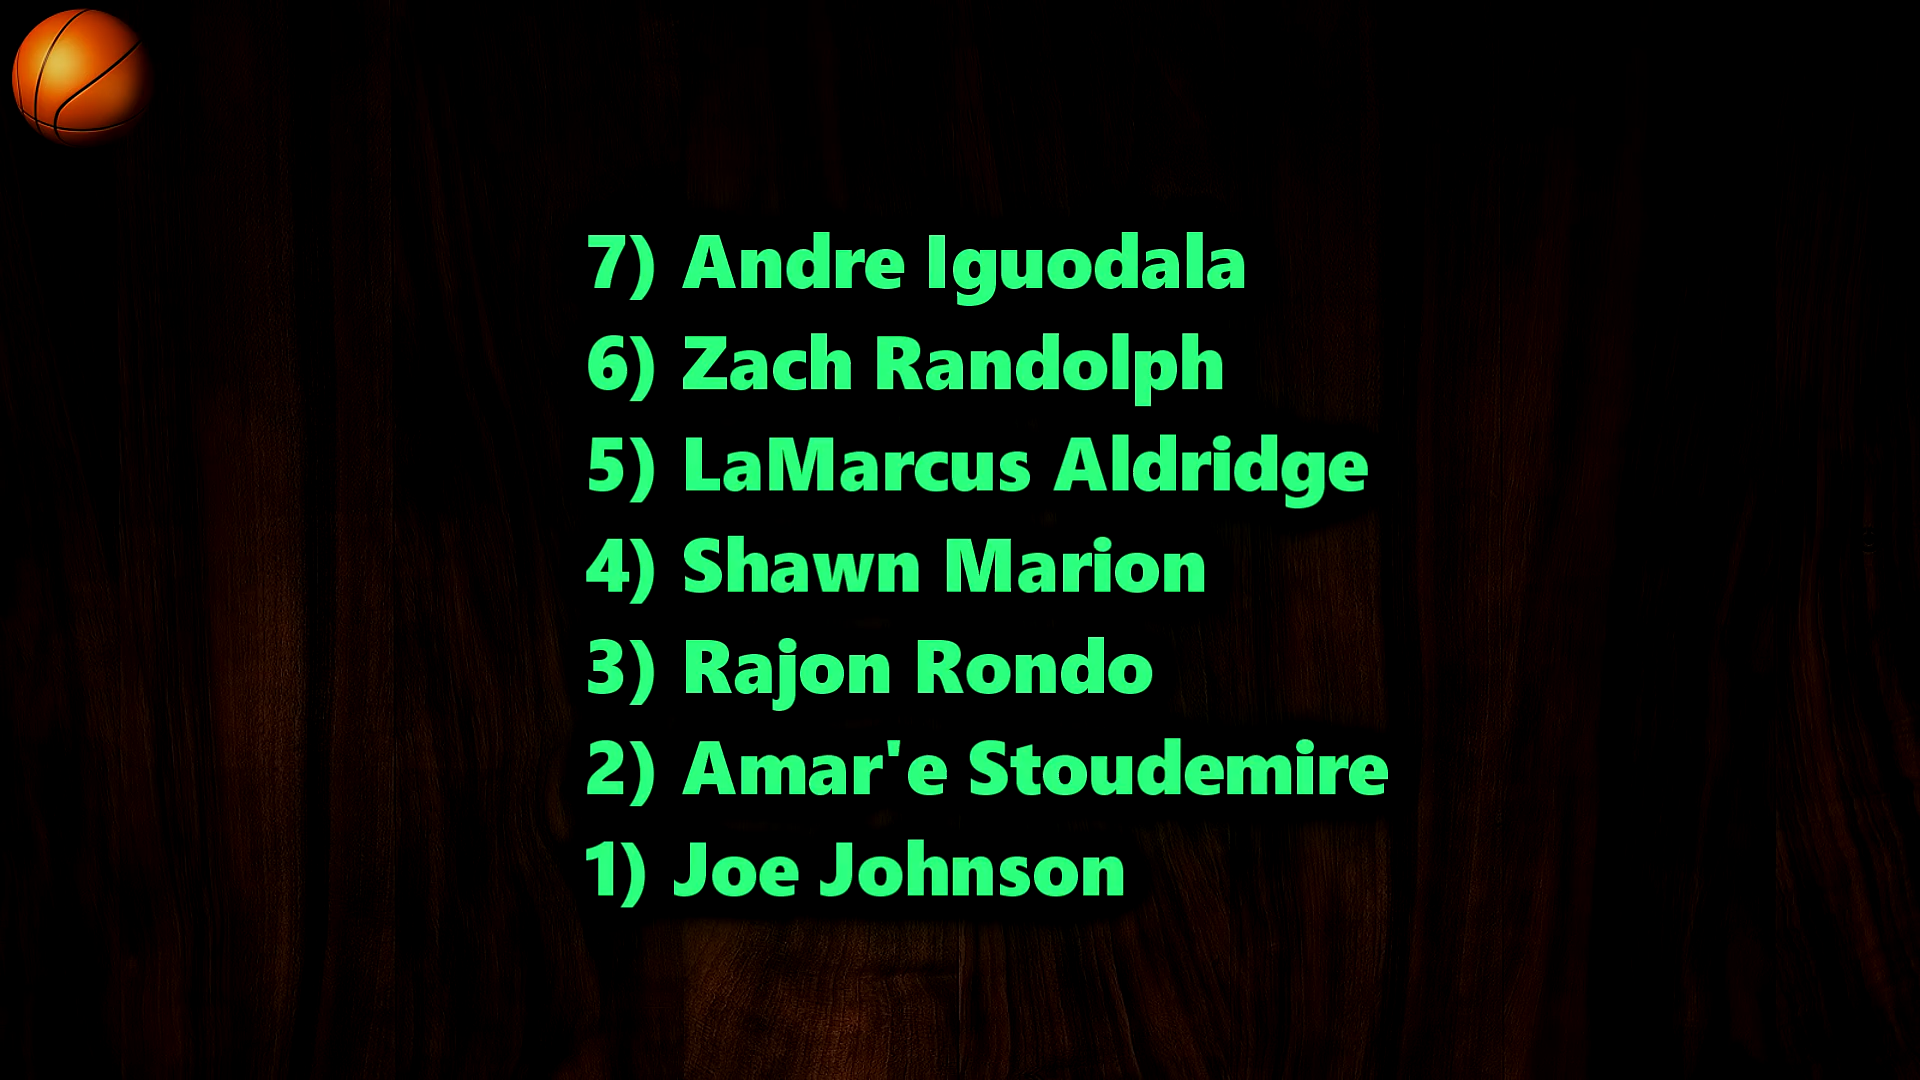 7) Andre Iguodala
6) Zach Randolph
5) LaMarcus Aldridge
4) Shawn Marion
3) Rajon Rondo
2) Amar'e Stoudemire
1) Joe Johnson